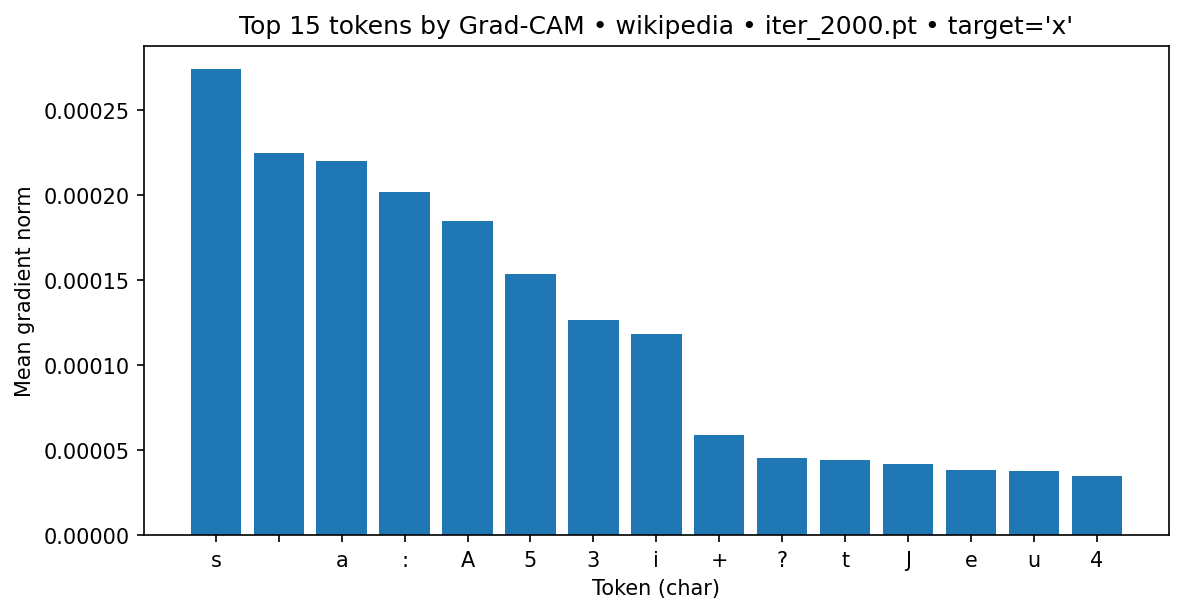 Top 15 tokens by Grad-CAM • wikipedia • iter_2000.pt • target='x'
Mean gradient norm
0.00025
0.00020
0.00015
0.00010
0.00005
0.00000
s a : A 5 3 i + ? t J e u 4
Token (char)